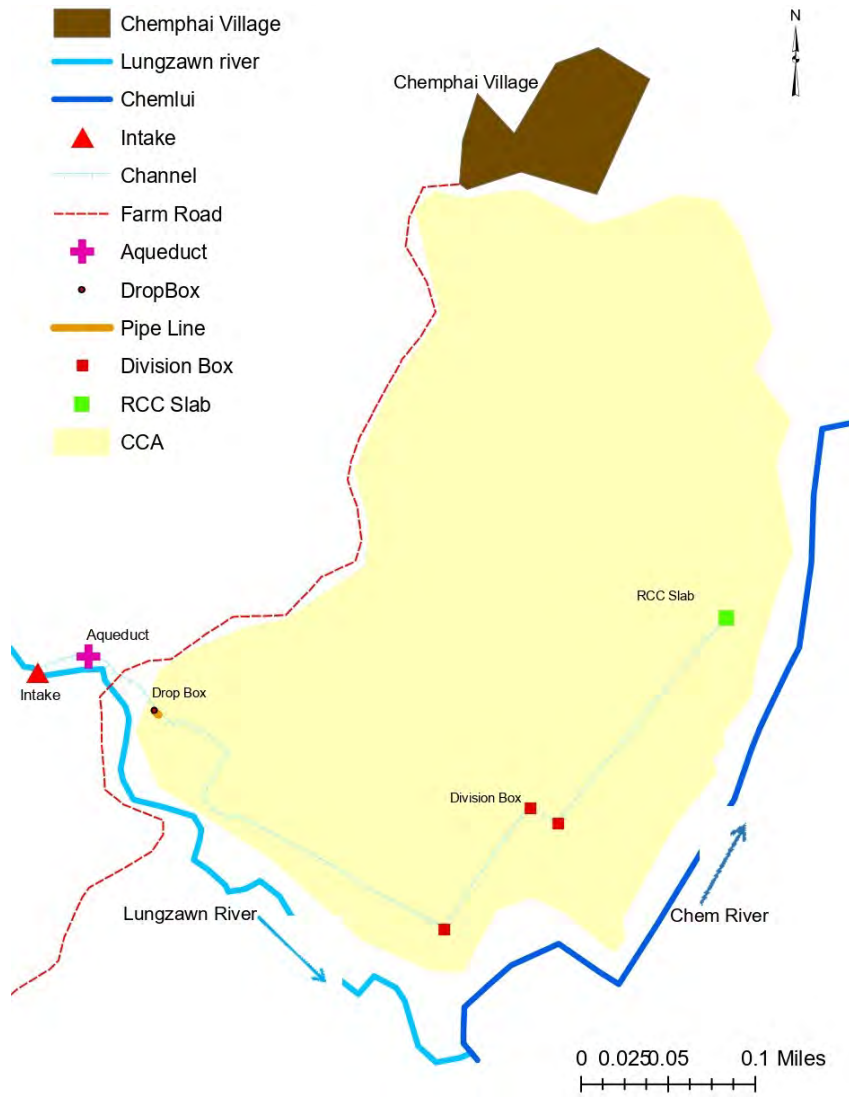 Chemphai Village
Lungzawn river
Chemlui
Intake
Channel
Farm Road
Aqueduct
DropBox
Pipe Line
Division Box
RCC Slab
CCA
N
Chemphai Village
RCC Slab
Aqueduct
Intake
Drop Box
Division Box
Lungzawn River
Chem River
0 0.025 0.05 0.1 Miles